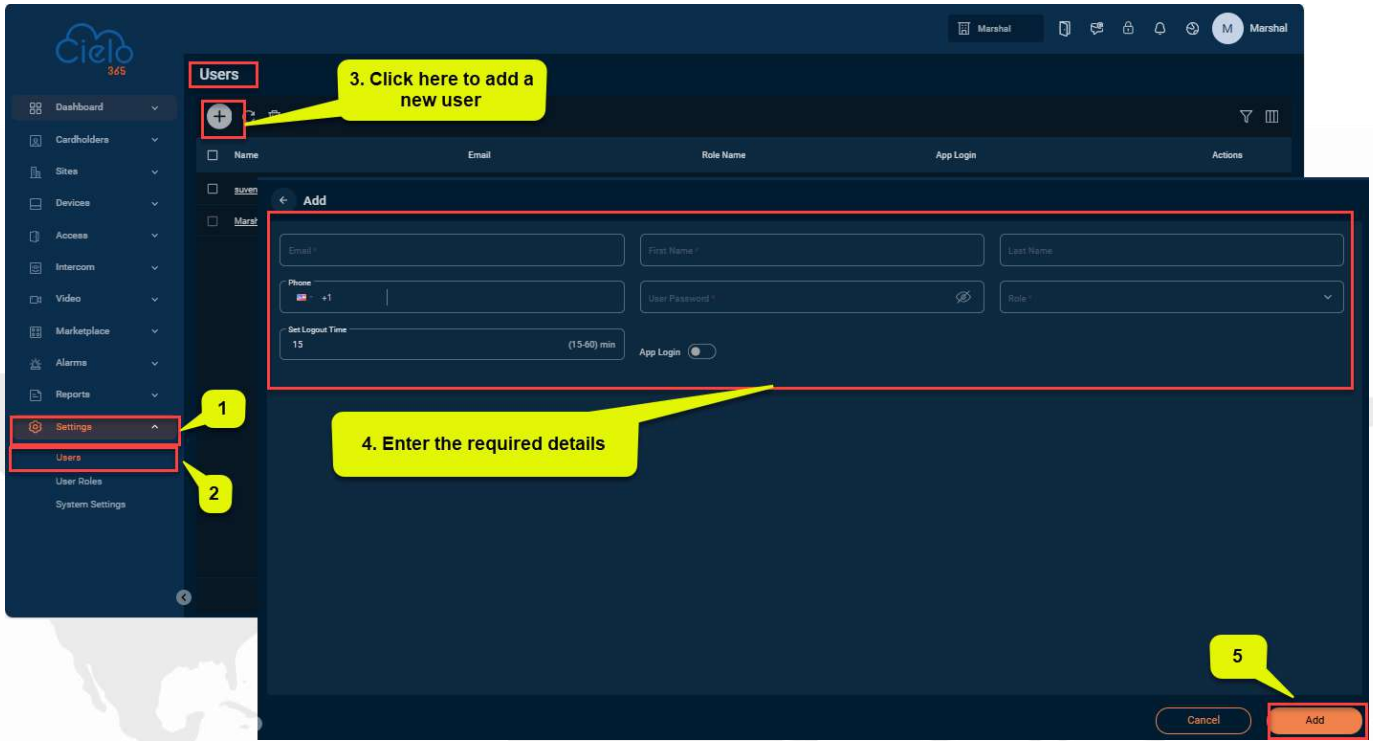 Cielo
365
Marshal
M
Marshal
Users
3. Click here to add a
new user
Dashboard
Cardholders
Sites
Devices
Access
Intercom
Video
Marketplace
Alarms
Reports
Settings
Users
User Roles
System Settings
1
2
Name
Email
Role Name
App Login
Actions
suven
Marsh
Add
Email *
First Name *
Last Name
Phone
+1
User Password *
Role *
Set Logout Time
15
(15-60) min
App Login
4. Enter the required details
5
Cancel
Add